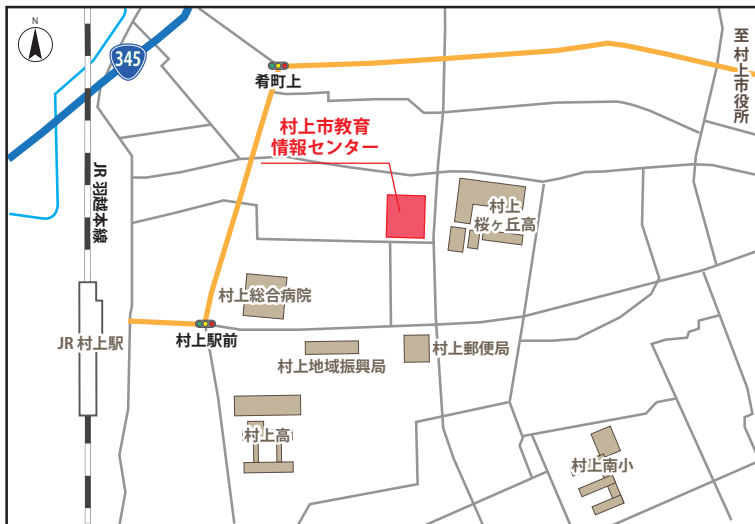 N
345
肴町上
至村上市役所
村上市教育
情報センター
JR 羽越本線
村上
桜ヶ丘高
村上総合病院
村上駅前
JR 村上駅
村上地域振興局
村上郵便局
村上高
村上南小